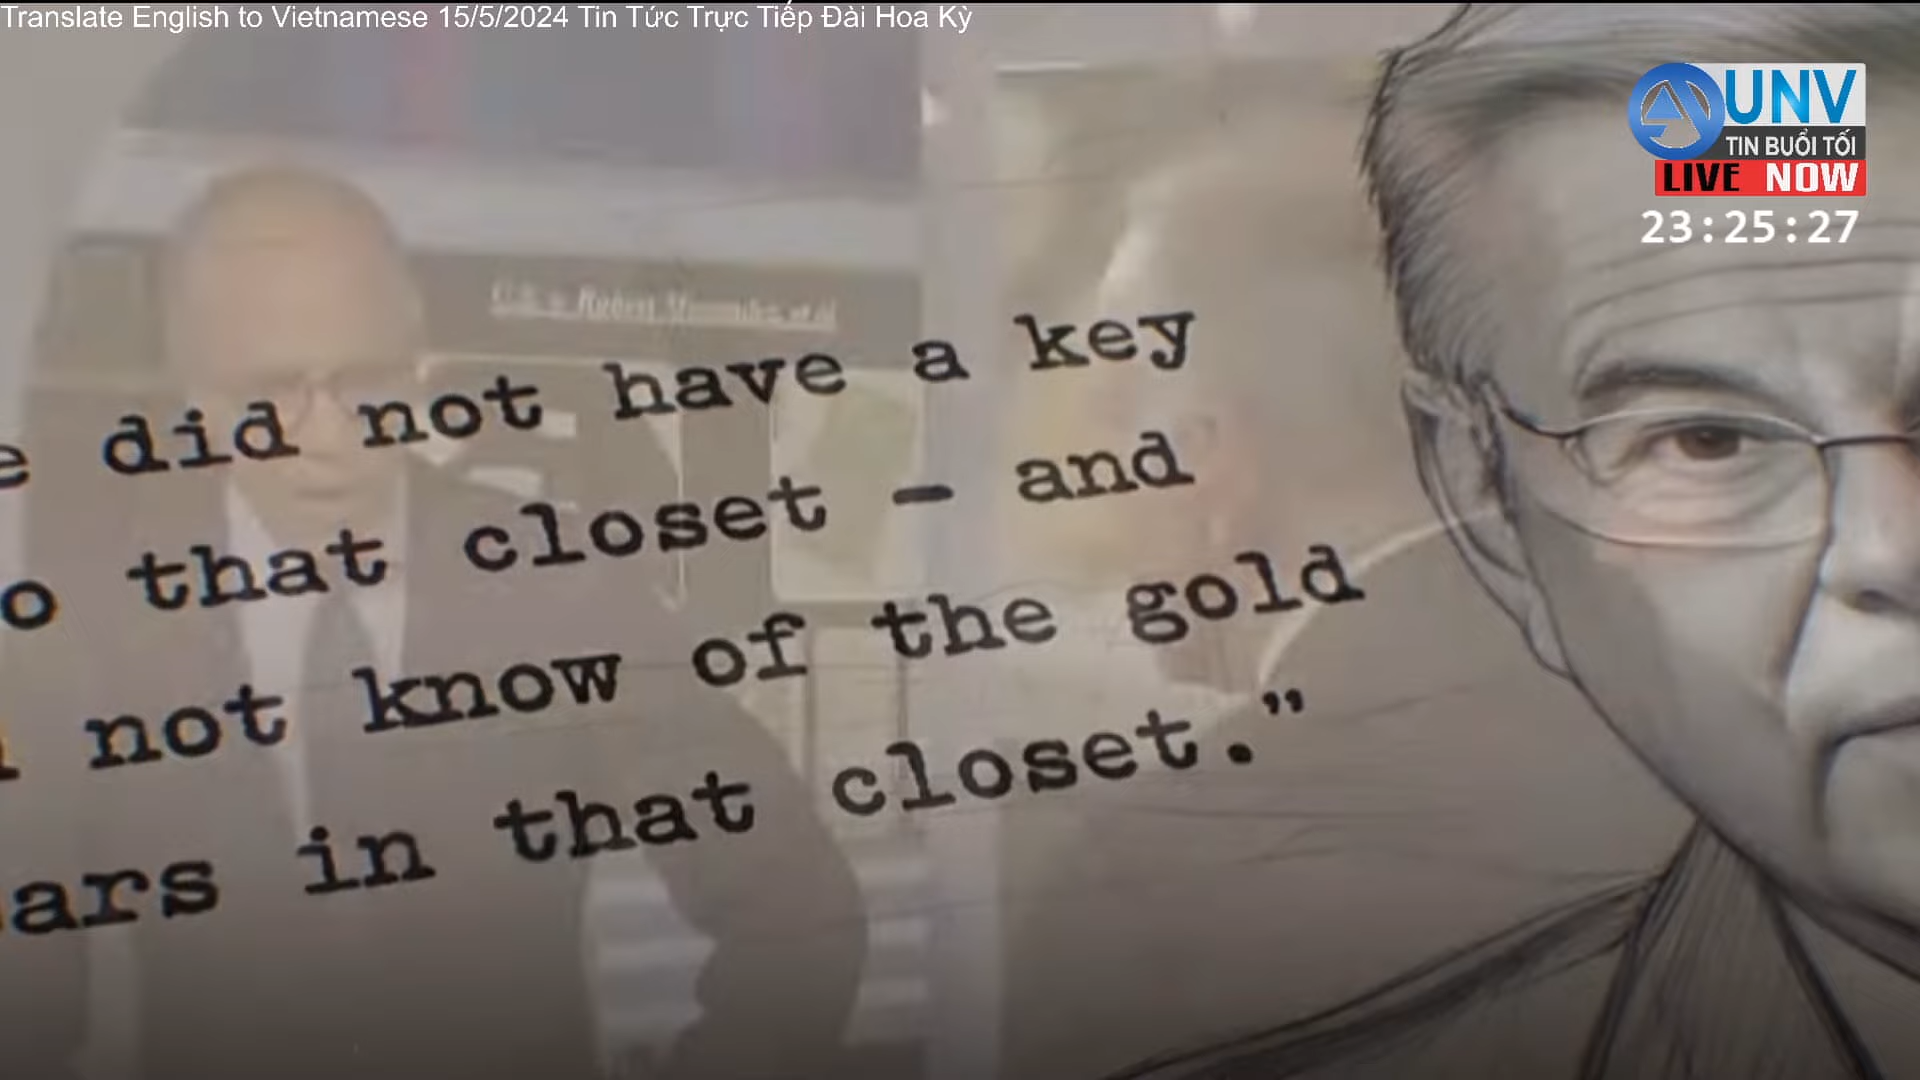 Translate English to Vietnamese 15/5/2024 Tin Tức Trực Tiếp Đài Hoa Kỳ
UNV
TIN BUỔI TỐI
LIVE NOW
23:25:27
did not have a key
that closet – and
not know of the gold
in that closet.”